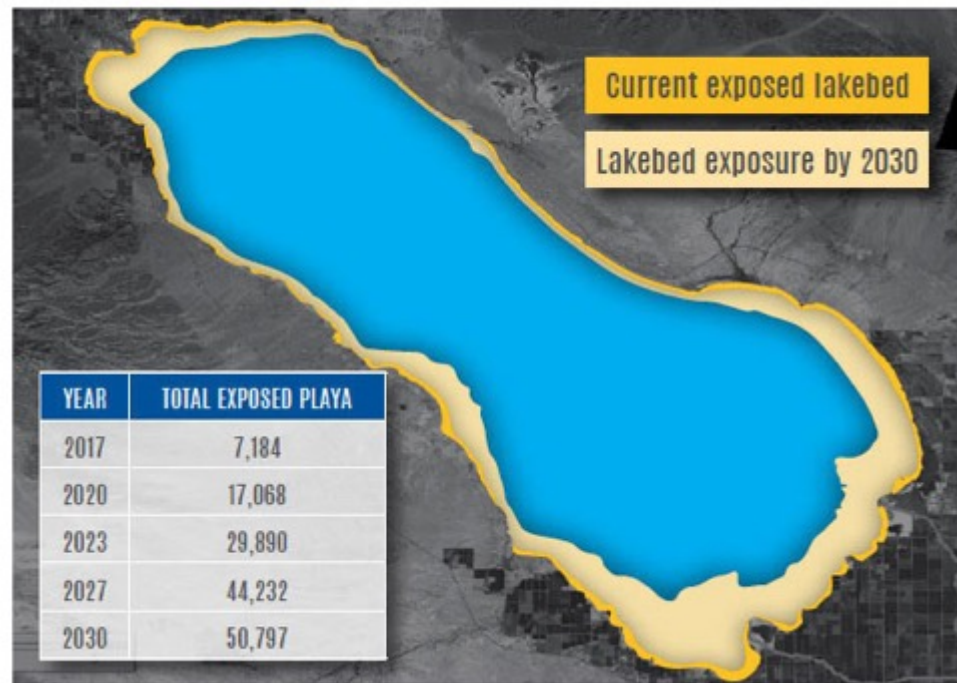 Current exposed lakebed
Lakebed exposure by 2030
YEAR TOTAL EXPOSED PLAYA
2017 7,184
2020 17,068
2023 29,890
2027 44,232
2030 50,797